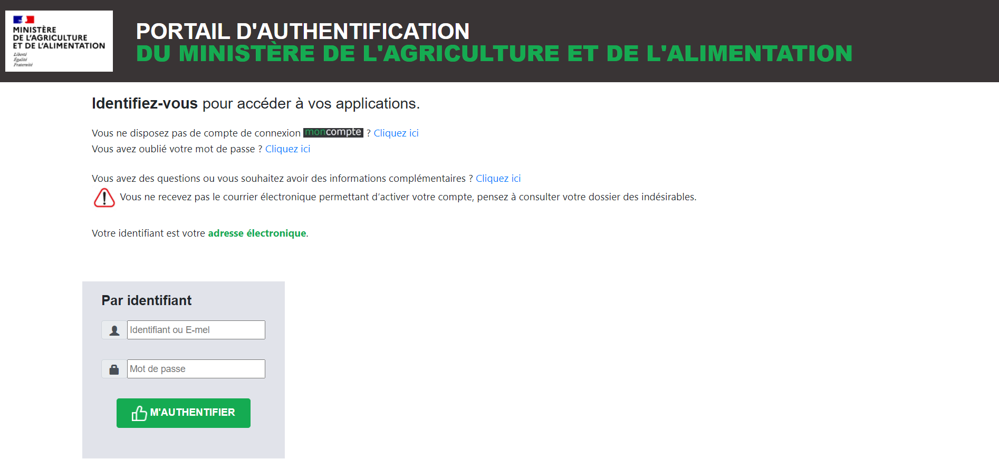 MINISTÈRE
DE L'AGRICULTURE
ET DE L'ALIMENTATION
Liberté
Égalité
Fraternité
PORTAIL D'AUTHENTIFICATION
DU MINISTÈRE DE L'AGRICULTURE ET DE L'ALIMENTATION
Identifiez-vous pour accéder à vos applications.
Vous ne disposez pas de compte de connexion moncompte ? Cliquez ici
Vous avez oublié votre mot de passe ? Cliquez ici
Vous avez des questions ou vous souhaitez avoir des informations complémentaires ? Cliquez ici
Vous ne recevez pas le courrier électronique permettant d’activer votre compte, pensez à consulter votre dossier des indésirables.
Votre identifiant est votre adresse électronique.
Par identifiant
Identifiant ou E-mel
Mot de passe
M'AUTHENTIFIER